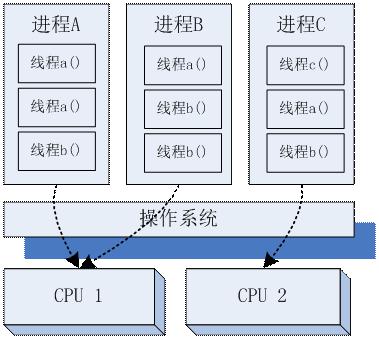 进程A 进程B 进程C
线程a() 线程a() 线程c()
线程a() 线程b() 线程a()
线程b() 线程b() 线程b()
操作系统
CPU 1 CPU 2